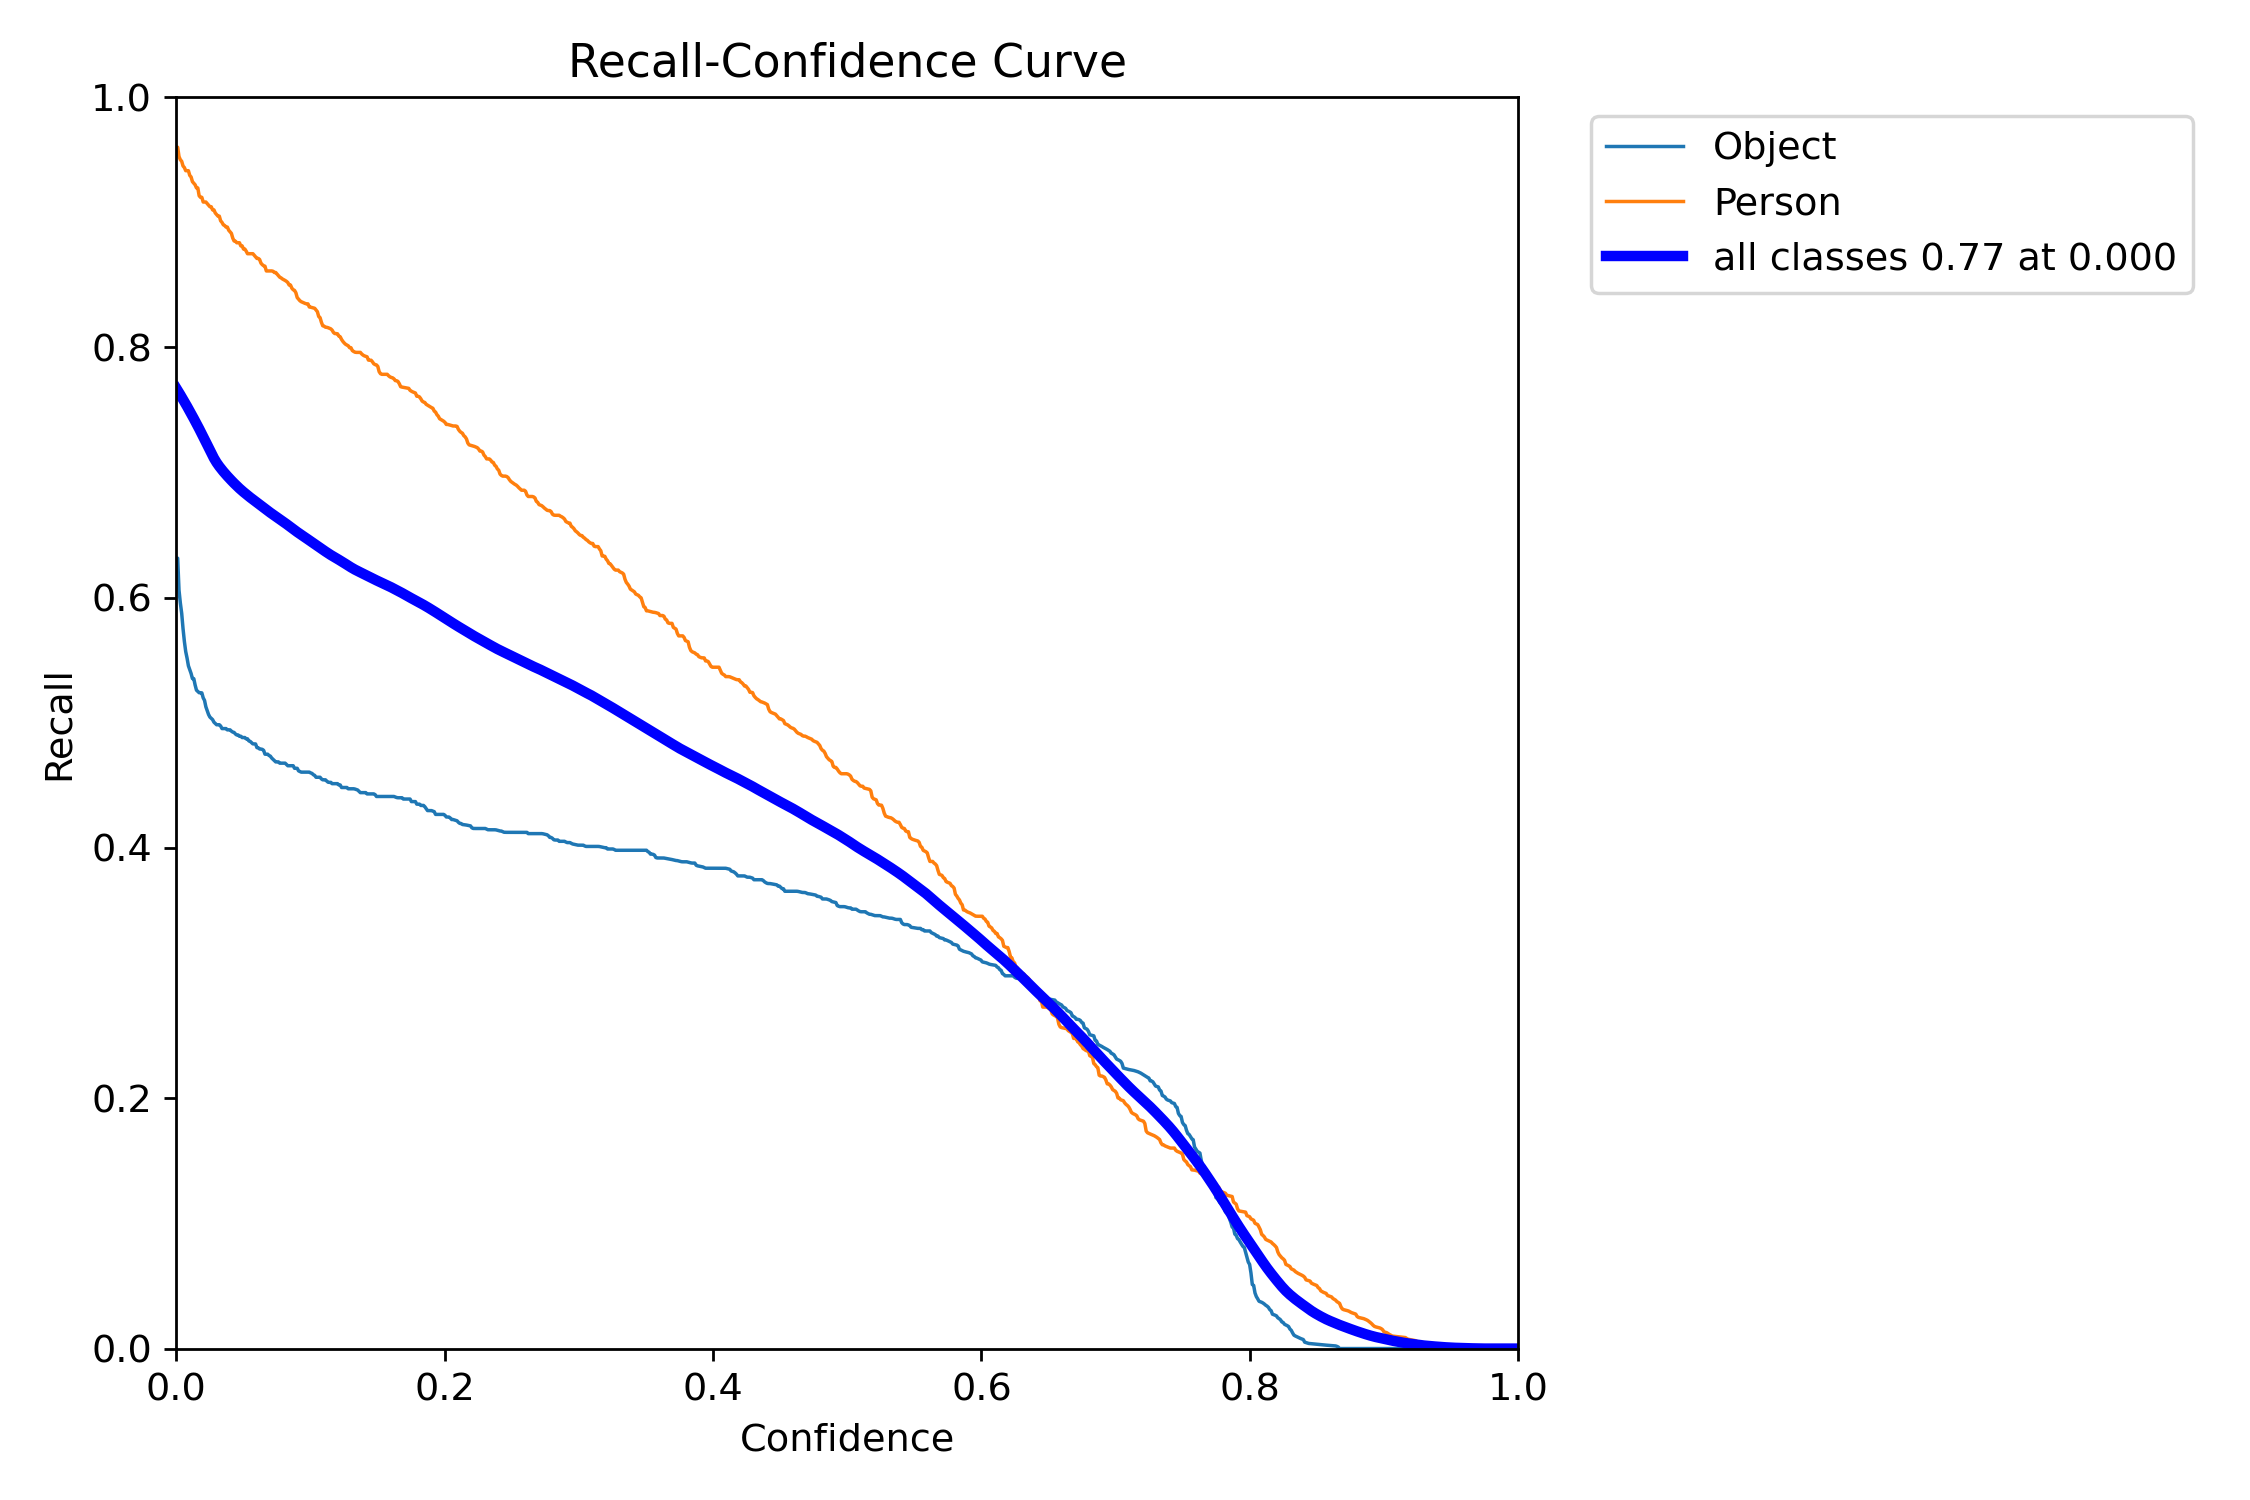 Recall-Confidence Curve
1.0
0.8
0.6
0.4
0.2
0.0
Recall
0.0 0.2 0.4 0.6 0.8 1.0
Confidence
Object
Person
all classes 0.77 at 0.000